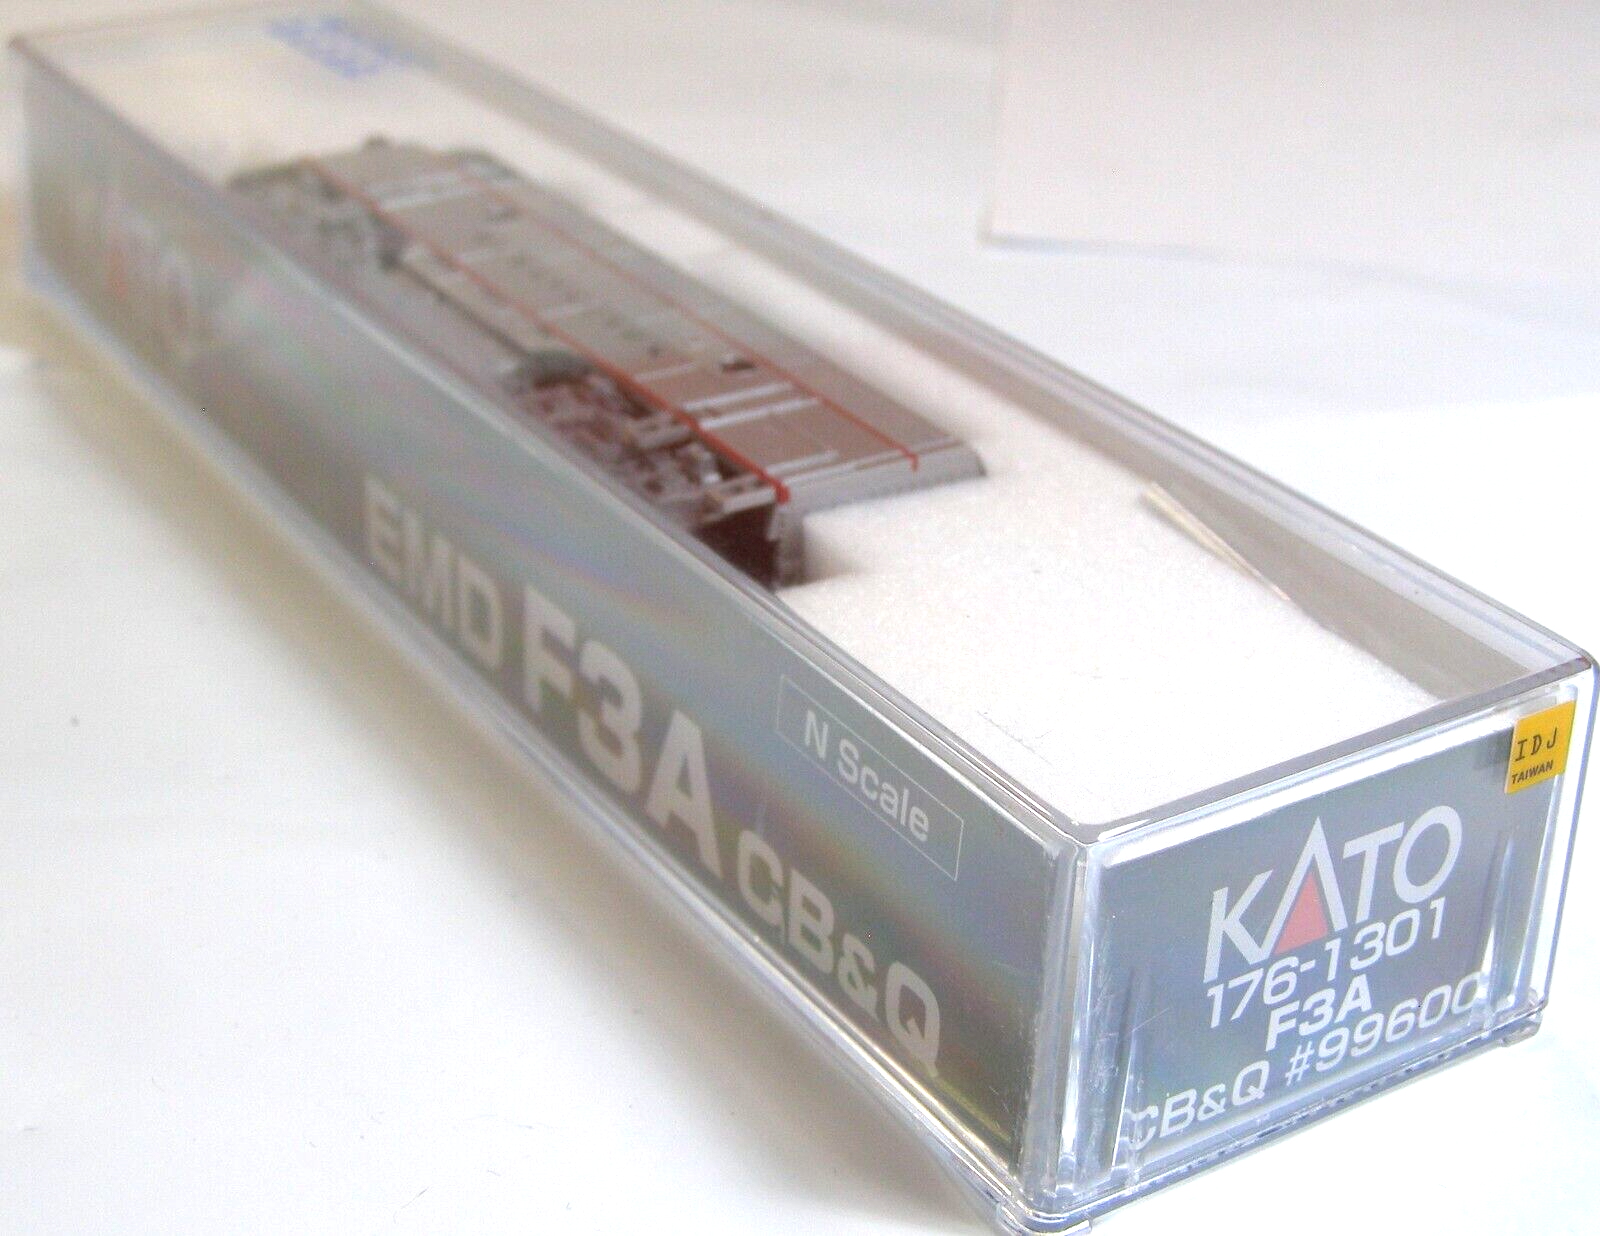 EMD F3A CB&Q
N Scale
IDJ
TAIWAN
KATO
176-1301
F3A
CB&Q #9960C